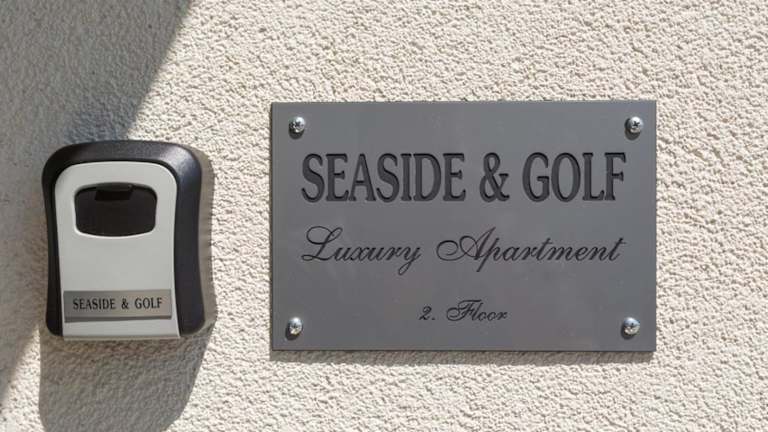 SEASIDE & GOLF
Luxury Apartment
2. Floor
SEASIDE & GOLF